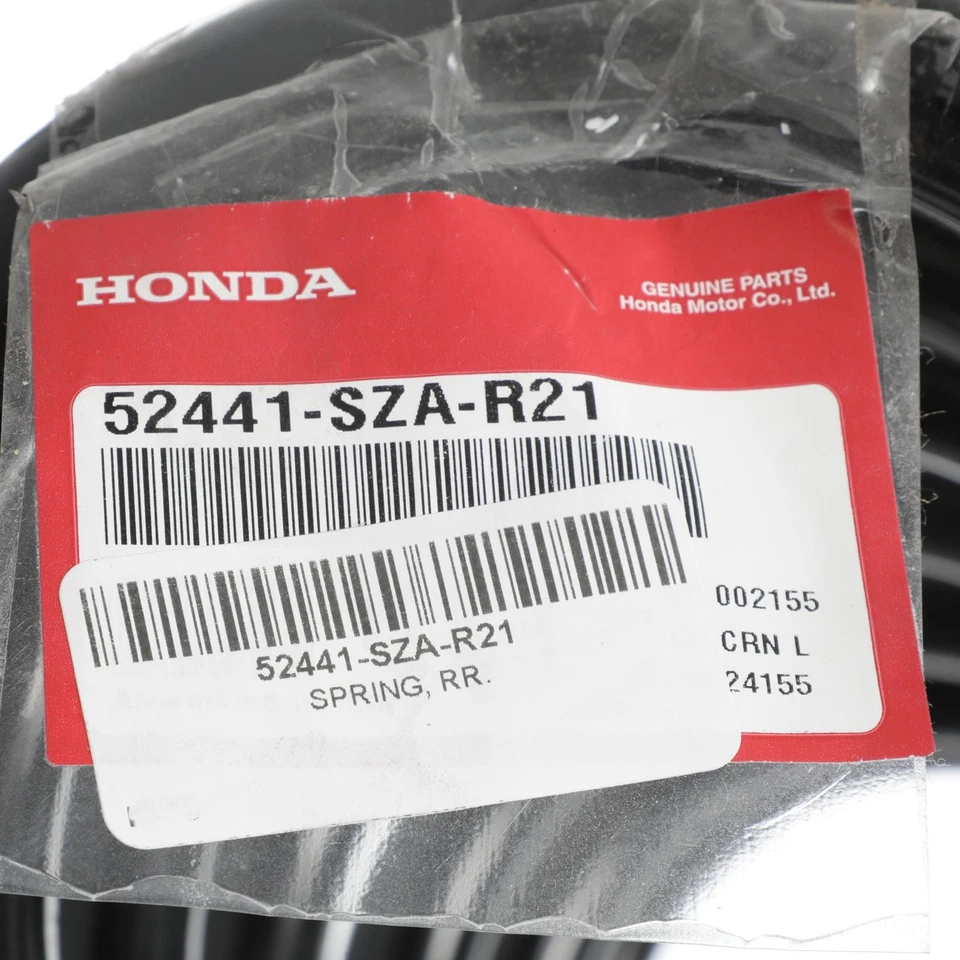 HONDA
GENUINE PARTS
Honda Motor Co., Ltd.
52441-SZA-R21
002155
CRN L
24155
52441-SZA-R21
SPRING, RR.